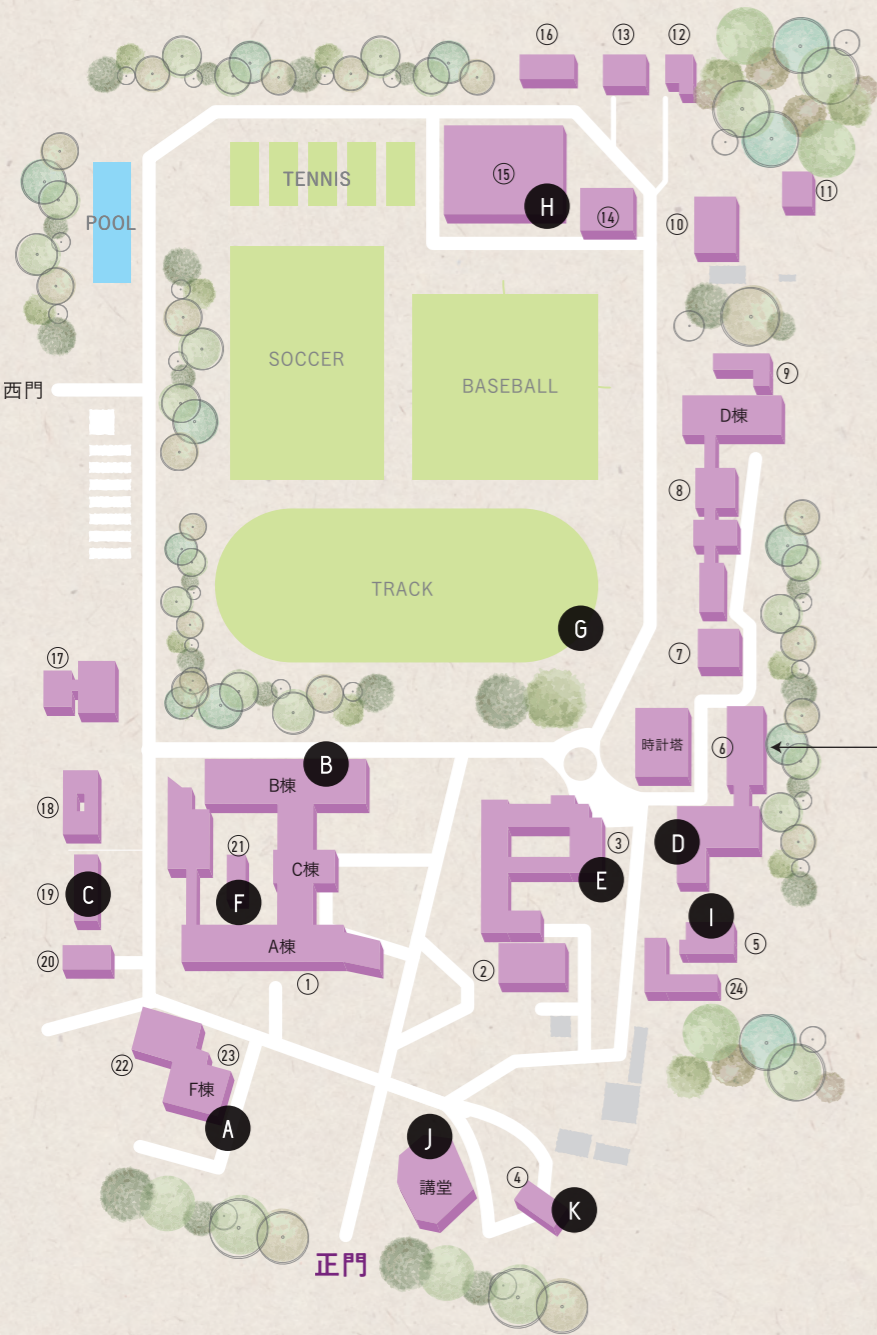 ⑯
⑬
⑫
⑮
TENNIS
⑪
H
⑭
⑩
POOL
SOCCER
⑨
BASEBALL
西門
D棟
⑧
TRACK
G
⑦
⑰
時計塔
⑥
B
B棟
⑱
㉑
③
D
C棟
E
⑲
C
F
I
A棟
⑤
⑳
②
①
㉔
㉓
㉒
F棟
A
J
④
講堂
K
正門